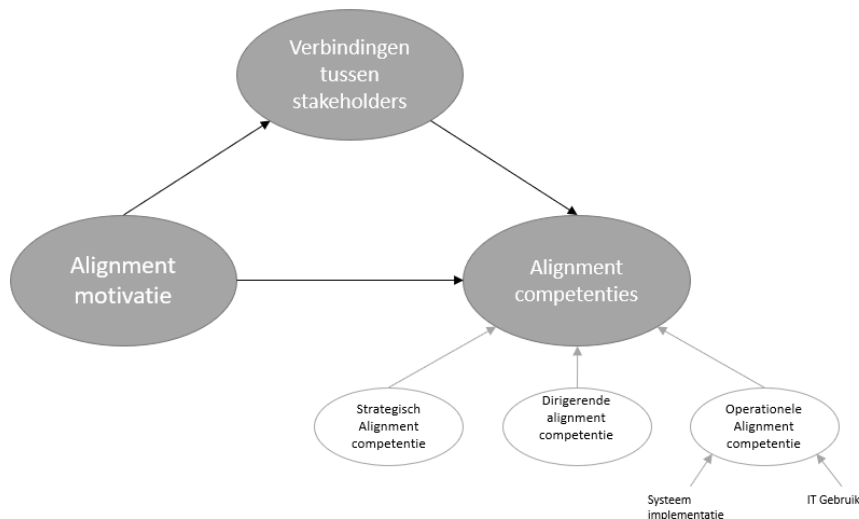 Verbindingen
tussen
stakeholders
Alignment
motivatie
Alignment
competenties
Strategisch
Alignment
competentie
Dirigerende
alignment
competentie
Operationele
Alignment
competentie
Systeem
implementatie
IT Gebruik